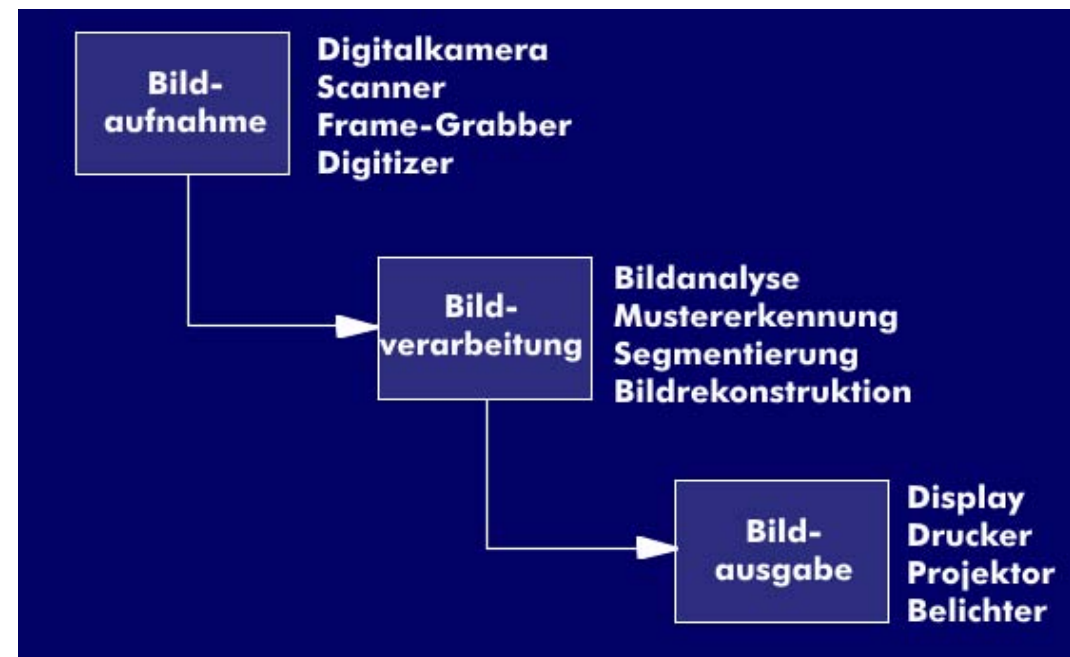 Bild-
aufnahme
Digitalkamera
Scanner
Frame-Grabber
Digitizer
Bild-
verarbeitung
Bildanalyse
Mustererkennung
Segmentierung
Bildrekonstruktion
Bild-
ausgabe
Display
Drucker
Projektor
Belichter